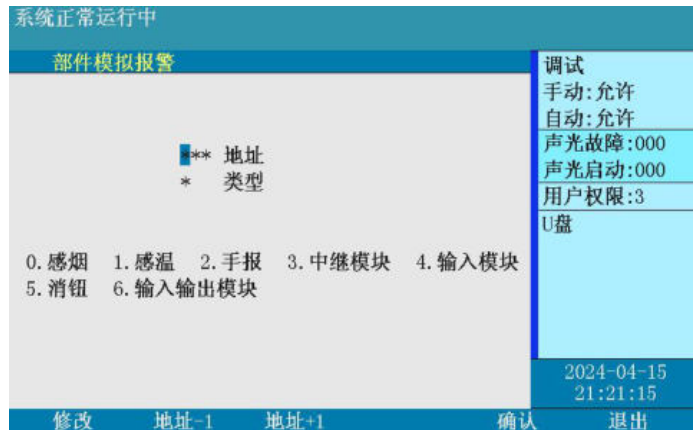 系统正常运行中
部件模拟报警
*** 地址
* 类型
0.感烟 1.感温 2.手报 3.中继模块 4.输入模块
5.消钮 6.输入输出模块
调试
手动:允许
自动:允许
声光故障:000
声光启动:000
用户权限:3
U盘
2024-04-15
21:21:15
修改 地址-1 地址+1 确认 退出